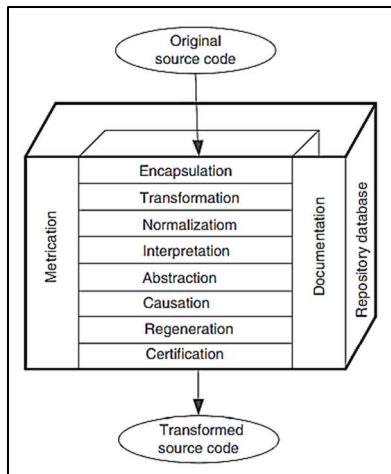 Original
source code
Encapsulation
Transformation
Normalizatiom
Interpretation
Abstraction
Causation
Regeneration
Certification
Metrication
Documentation
Repository database
Transformed
source code